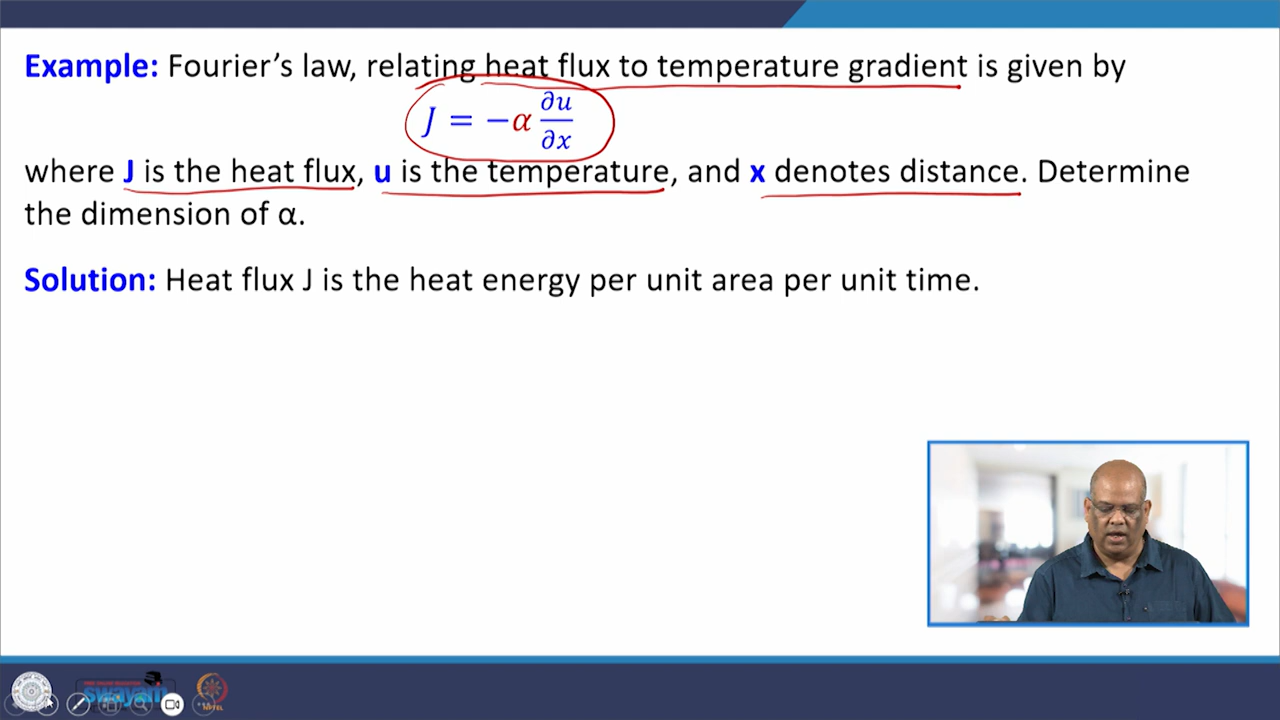 Example: Fourier’s law, relating heat flux to temperature gradient is given by
J = −α ∂u/∂x
where J is the heat flux, u is the temperature, and x denotes distance. Determine
the dimension of α.
Solution: Heat flux J is the heat energy per unit area per unit time.
swayam